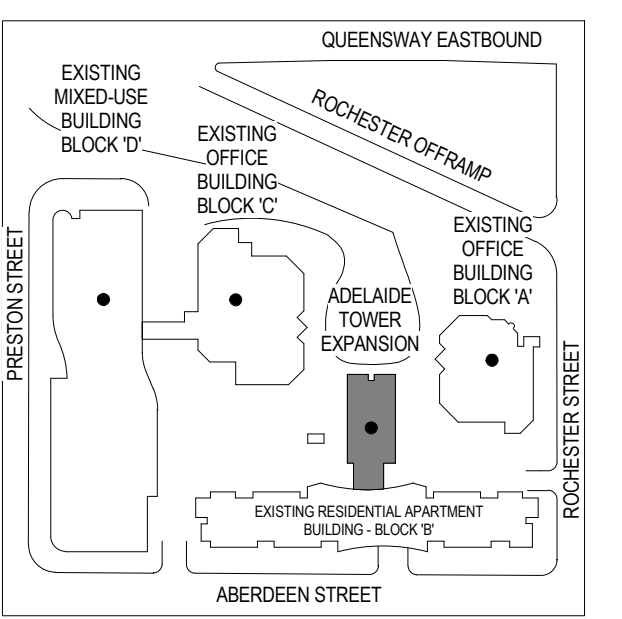 QUEENSWAY EASTBOUND
EXISTING
MIXED-USE
BUILDING
BLOCK 'D'
ROCHESTER OFFRAMP
EXISTING
OFFICE
BUILDING
BLOCK 'C'
EXISTING
OFFICE
BUILDING
BLOCK 'A'
PRESTON STREET
ADELAIDE
TOWER
EXPANSION
ROCHESTER STREET
EXISTING RESIDENTIAL APARTMENT
BUILDING - BLOCK 'B'
ABERDEEN STREET